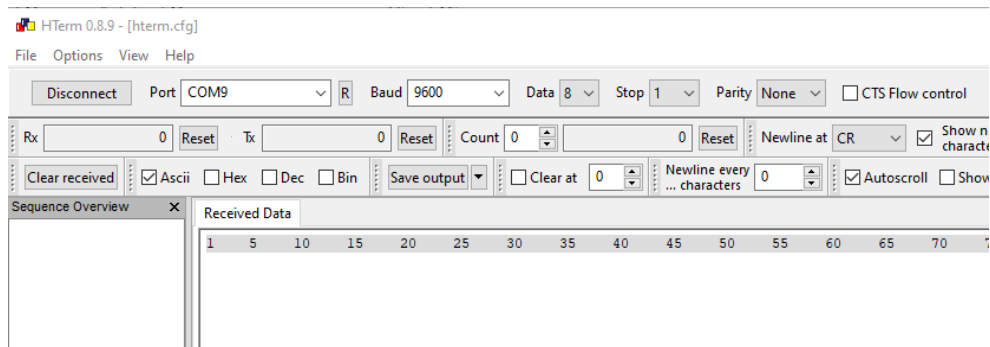 HTerm 0.8.9 - [hterm.cfg]
File Options View Help
Disconnect Port COM9 R Baud 9600 Data 8 Stop 1 Parity None CTS Flow control
Rx 0 Reset Tx 0 Reset Count 0 0 Reset Newline at CR Show n
characte
Clear received Ascii Hex Dec Bin Save output Clear at 0 Newline every
... characters 0 Autoscroll Show
Sequence Overview X Received Data
1 5 10 15 20 25 30 35 40 45 50 55 60 65 70